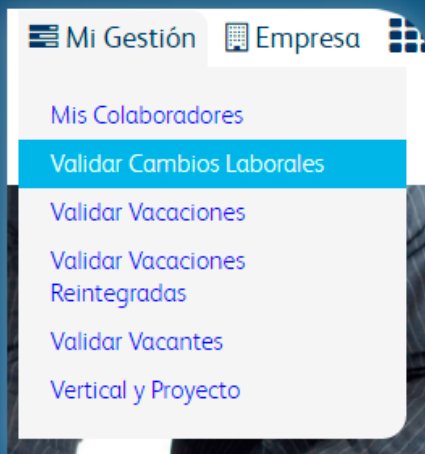 Mi Gestión Empresa
Mis Colaboradores
Validar Cambios Laborales
Validar Vacaciones
Validar Vacaciones
Reintegradas
Validar Vacantes
Vertical y Proyecto